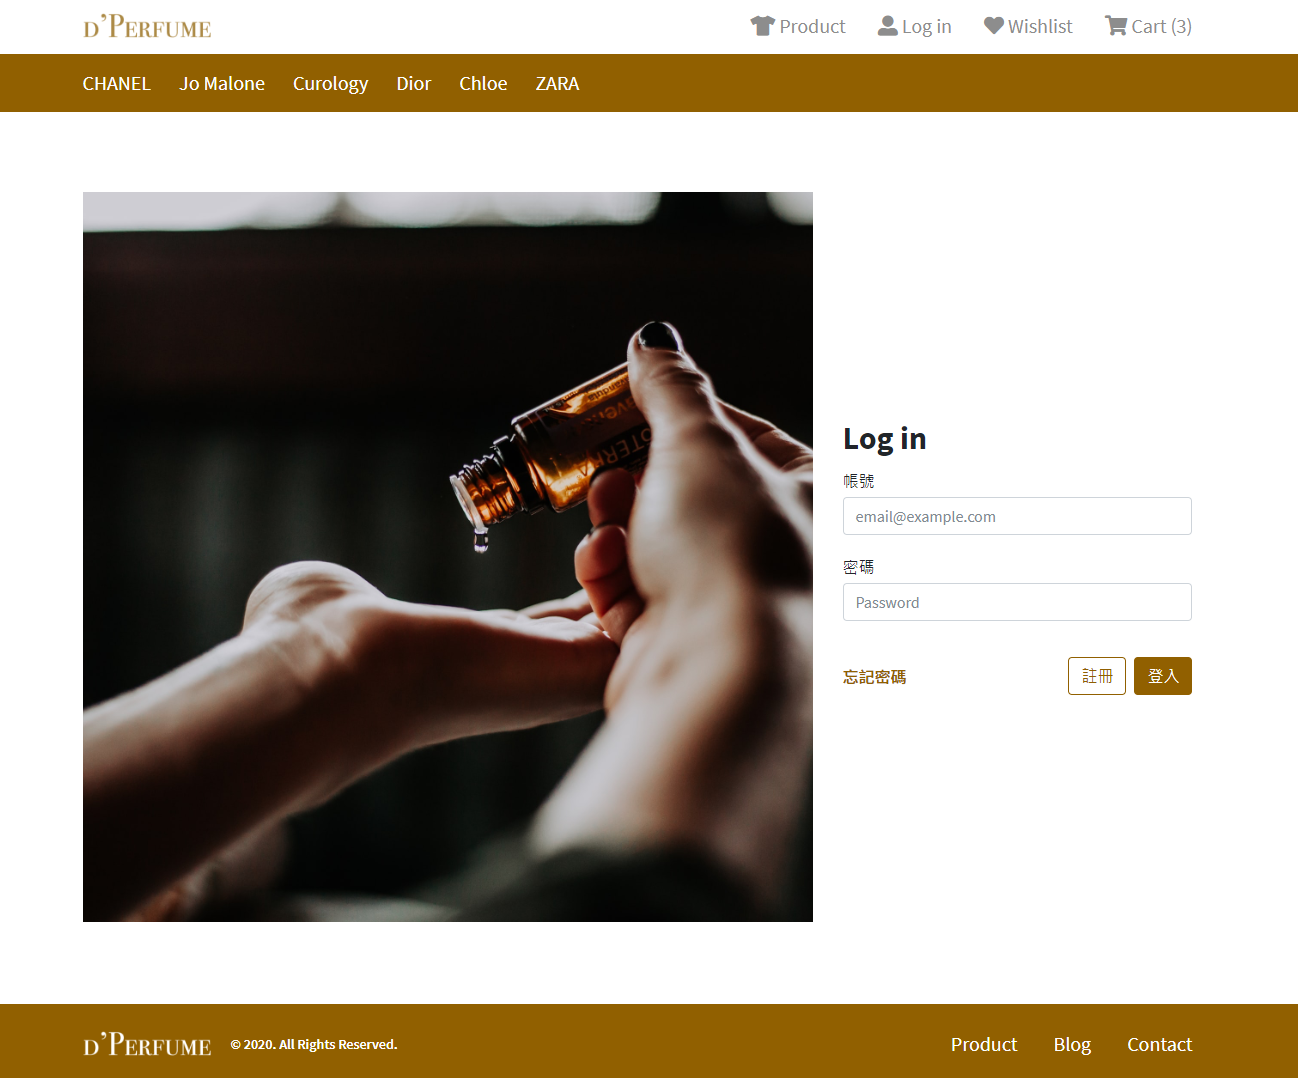 D'PERFUME
Product Log in Wishlist Cart (3)
CHANEL Jo Malone Curology Dior Chloe ZARA
Log in
帳號
email@example.com
密碼
Password
忘記密碼 註冊 登入
D'PERFUME © 2020. All Rights Reserved. Product Blog Contact